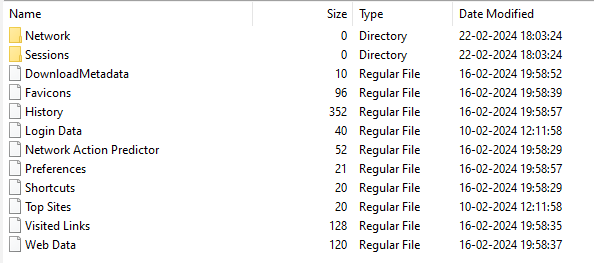 Name Size Type Date Modified
Network 0 Directory 22-02-2024 18:03:24
Sessions 0 Directory 22-02-2024 18:03:24
DownloadMetadata 10 Regular File 16-02-2024 19:58:52
Favicons 96 Regular File 16-02-2024 19:58:39
History 352 Regular File 16-02-2024 19:58:57
Login Data 40 Regular File 10-02-2024 12:11:58
Network Action Predictor 52 Regular File 16-02-2024 19:58:29
Preferences 21 Regular File 16-02-2024 19:58:57
Shortcuts 20 Regular File 16-02-2024 19:58:29
Top Sites 20 Regular File 10-02-2024 12:11:58
Visited Links 128 Regular File 16-02-2024 19:58:35
Web Data 120 Regular File 16-02-2024 19:58:37